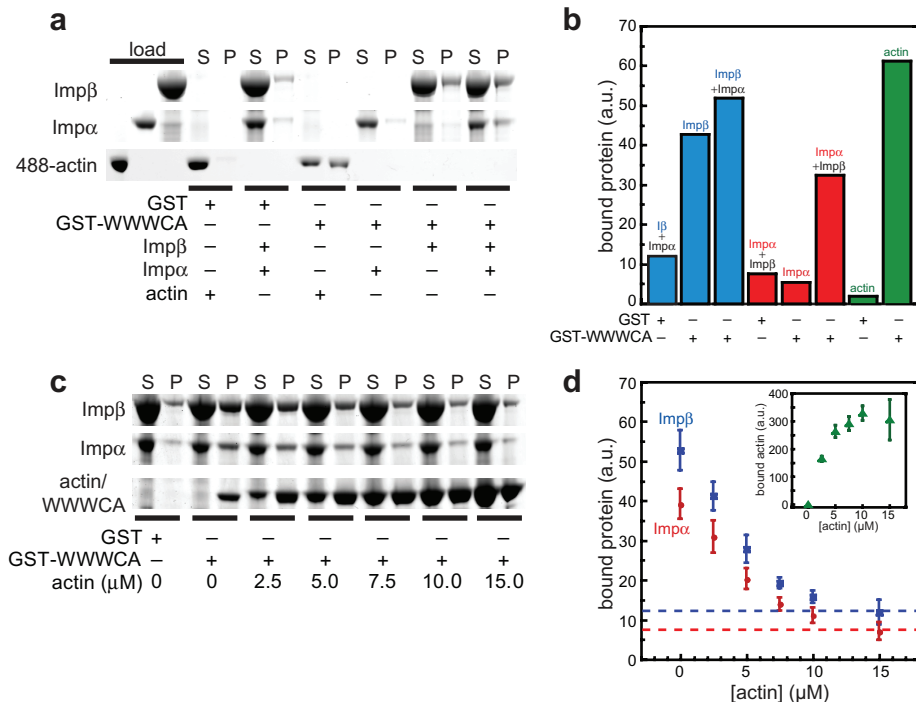 a
load S P S P S P S P S P S P
Impβ
Impα
488-actin
GST + + – – – –
GST-WWWCA – – + + + +
Impβ – + – – + +
Impα – + – + – +
actin + – + – – –
b
bound protein (a.u.)
70
60
50
40
30
20
10
0
Iβ + Impα
Impβ
Impβ +Impα
Impα + Impβ
Impα
Impα +Impβ
actin
actin
GST + – – + – – + –
GST-WWWCA – + + – + + – +
c
S P S P S P S P S P S P S P
Impβ
Impα
actin/
WWWCA
GST + – – – – – –
GST-WWWCA – + + + + + +
actin (µM) 0 0 2.5 5.0 7.5 10.0 15.0
d
bound protein (a.u.)
70
60
50
40
30
20
10
0
Impβ
Impα
0 5 10 15
[actin] (µM)
bound actin (a.u.)
400
300
200
100
0
0 5 10 15
[actin] (µM)